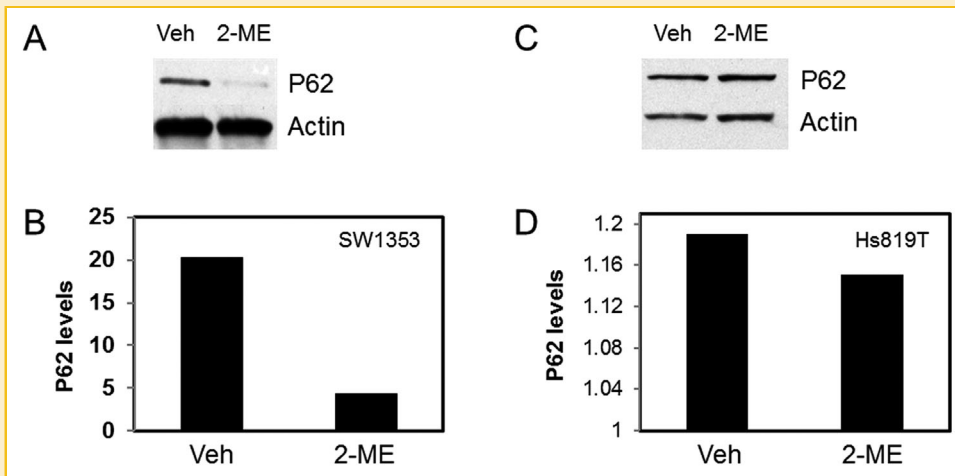 A
Veh 2-ME
P62
Actin
B
25
20
15
10
5
0
P62 levels
SW1353
Veh 2-ME
C
Veh 2-ME
P62
Actin
D
1.2
1.16
1.12
1.08
1.04
1
P62 levels
Hs819T
Veh 2-ME